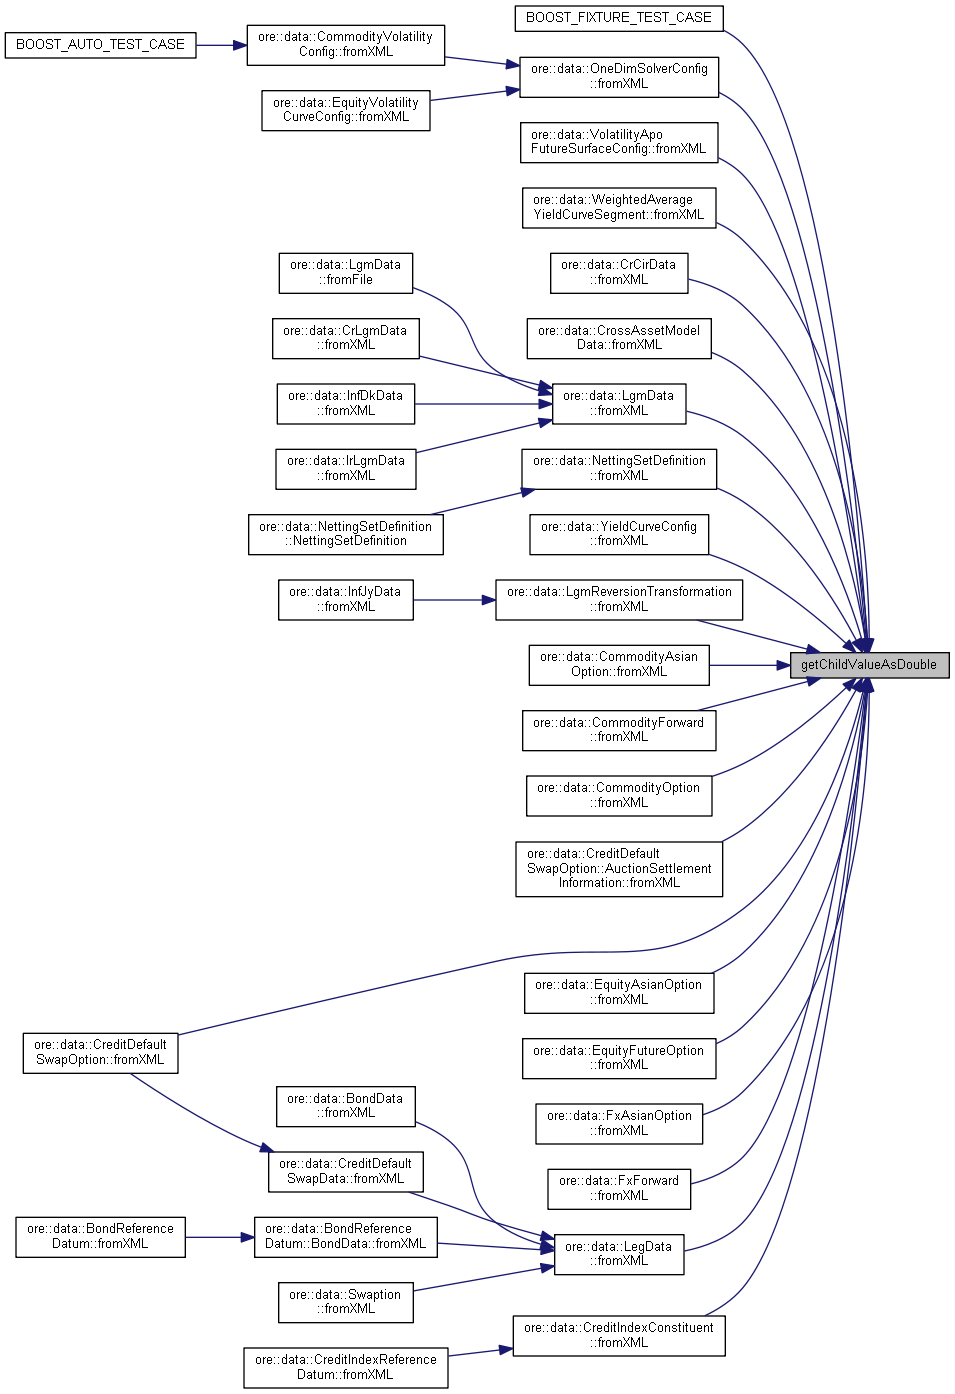 BOOST_FIXTURE_TEST_CASE
BOOST_AUTO_TEST_CASE
ore::data::CommodityVolatility
Config::fromXML
ore::data::OneDimSolverConfig
::fromXML
ore::data::EquityVolatility
CurveConfig::fromXML
ore::data::VolatilityApo
FutureSurfaceConfig::fromXML
ore::data::WeightedAverage
YieldCurveSegment::fromXML
ore::data::LgmData
::fromFile
ore::data::CrCirData
::fromXML
ore::data::CrLgmData
::fromXML
ore::data::CrossAssetModel
Data::fromXML
ore::data::InfDkData
::fromXML
ore::data::LgmData
::fromXML
ore::data::IrLgmData
::fromXML
ore::data::NettingSetDefinition
::fromXML
ore::data::NettingSetDefinition
::NettingSetDefinition
ore::data::YieldCurveConfig
::fromXML
ore::data::InfJyData
::fromXML
ore::data::LgmReversionTransformation
::fromXML
ore::data::CommodityAsian
Option::fromXML
getChildValueAsDouble
ore::data::CommodityForward
::fromXML
ore::data::CommodityOption
::fromXML
ore::data::CreditDefault
SwapOption::AuctionSettlement
Information::fromXML
ore::data::EquityAsianOption
::fromXML
ore::data::CreditDefault
SwapOption::fromXML
ore::data::EquityFutureOption
::fromXML
ore::data::BondData
::fromXML
ore::data::FxAsianOption
::fromXML
ore::data::CreditDefault
SwapData::fromXML
ore::data::FxForward
::fromXML
ore::data::BondReference
Datum::fromXML
ore::data::BondReference
Datum::BondData::fromXML
ore::data::LegData
::fromXML
ore::data::Swaption
::fromXML
ore::data::CreditIndexConstituent
::fromXML
ore::data::CreditIndexReference
Datum::fromXML